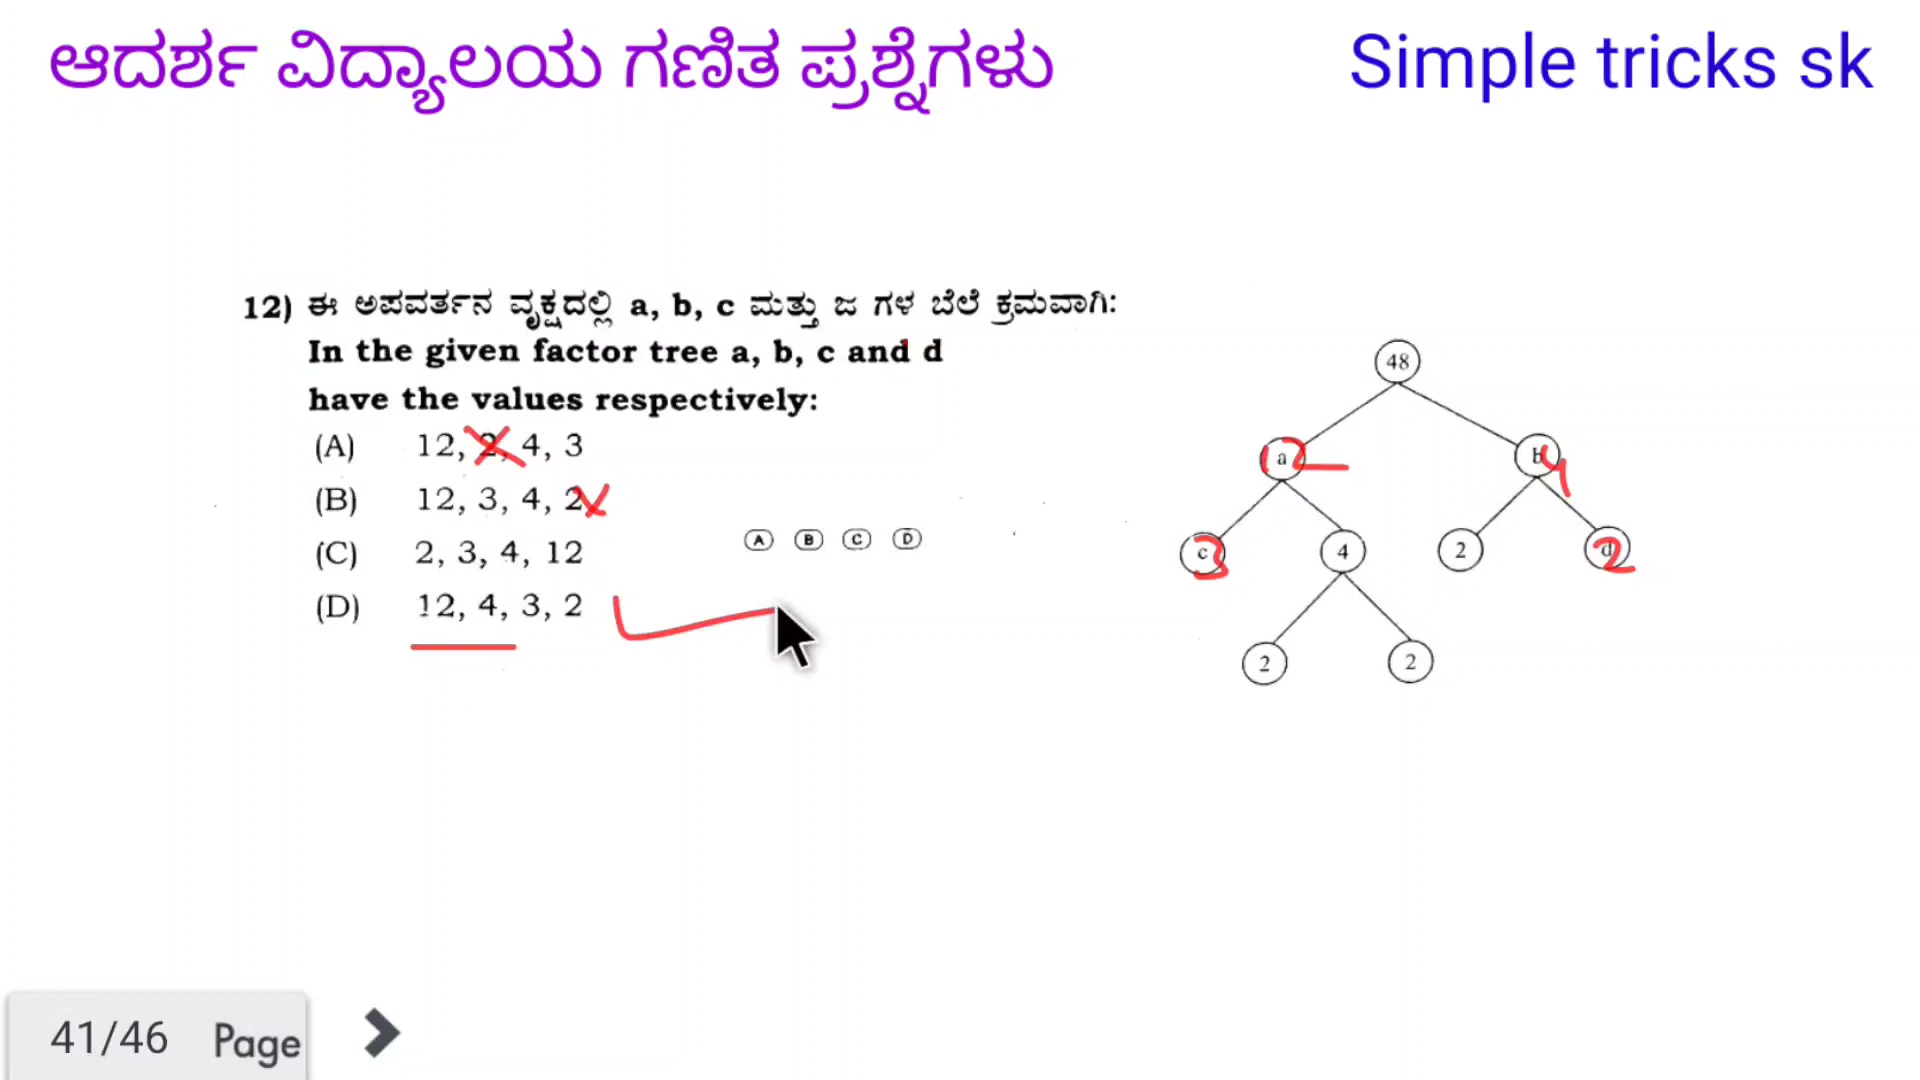 ಆದರ್ಶ ವಿದ್ಯಾಲಯ ಗಣಿತ ಪ್ರಶ್ನೆಗಳು
Simple tricks sk
12) ಈ ಅಪವರ್ತನ ವೃಕ್ಷದಲ್ಲಿ a, b, c ಮತ್ತು ಜ ಗಳ ಬೆಲೆ ಕ್ರಮವಾಗಿ:
In the given factor tree a, b, c and d
have the values respectively:
(A) 12, 2, 4, 3
(B) 12, 3, 4, 2
(C) 2, 3, 4, 12
(D) 12, 4, 3, 2
A B C D
48
a 12 b 4
c 3 4 2 d 2
2 2
41/46 Page